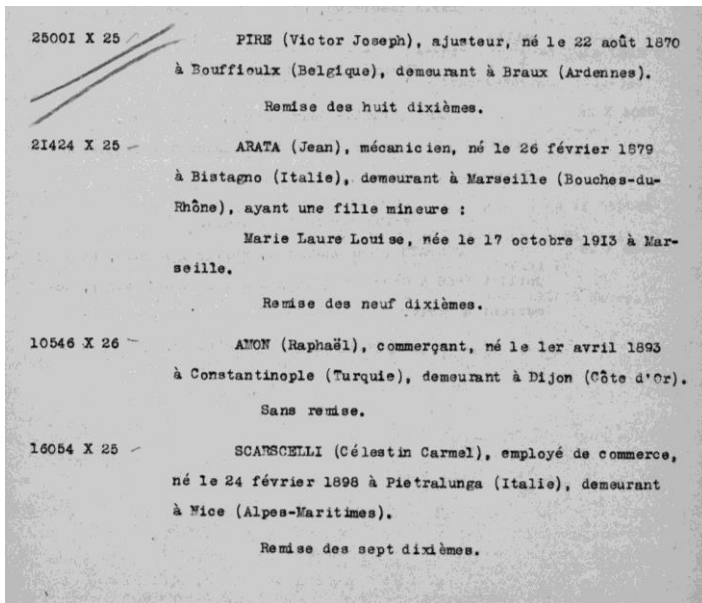 25001 X 25 PIRE (Victor Joseph), ajusteur, né le 22 août 1870
à Bouffioulx (Belgique), demeurant à Braux (Ardennes).
Remise des huit dixièmes.
21424 X 25 ARATA (Jean), mécanicien, né le 26 février 1879
à Bistagno (Italie), demeurant à Marseille (Bouches-du-
Rhône), ayant une fille mineure :
Marie Laure Louise, née le 17 octobre 1913 à Mar-
seille.
Remise des neuf dixièmes.
10546 X 26 AMON (Raphaël), commerçant, né le 1er avril 1893
à Constantinople (Turquie), demeurant à Dijon (Côte d'Or).
Sans remise.
16054 X 25 SCARSCELLI (Célestin Carmel), employé de commerce,
né le 24 février 1898 à Pietralunga (Italie), demeurant
à Nice (Alpes-Maritimes).
Remise des sept dixièmes.